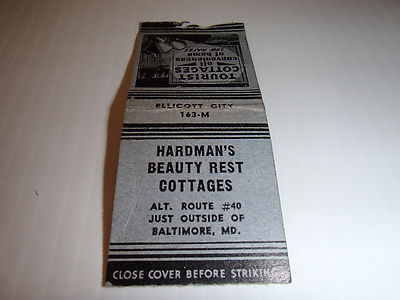 TOURIST
COTTAGES
all
conveniences
of home
LOW RATES
ELLICOTT CITY
163-M
HARDMAN'S
BEAUTY REST
COTTAGES
ALT. ROUTE #40
JUST OUTSIDE OF
BALTIMORE, MD.
CLOSE COVER BEFORE STRIKING